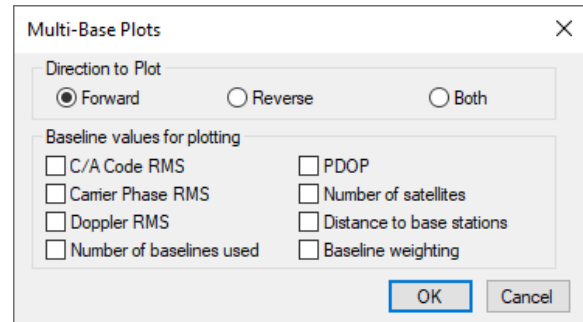 Multi-Base Plots
Direction to Plot
Forward Reverse Both
Baseline values for plotting
C/A Code RMS PDOP
Carrier Phase RMS Number of satellites
Doppler RMS Distance to base stations
Number of baselines used Baseline weighting
OK Cancel